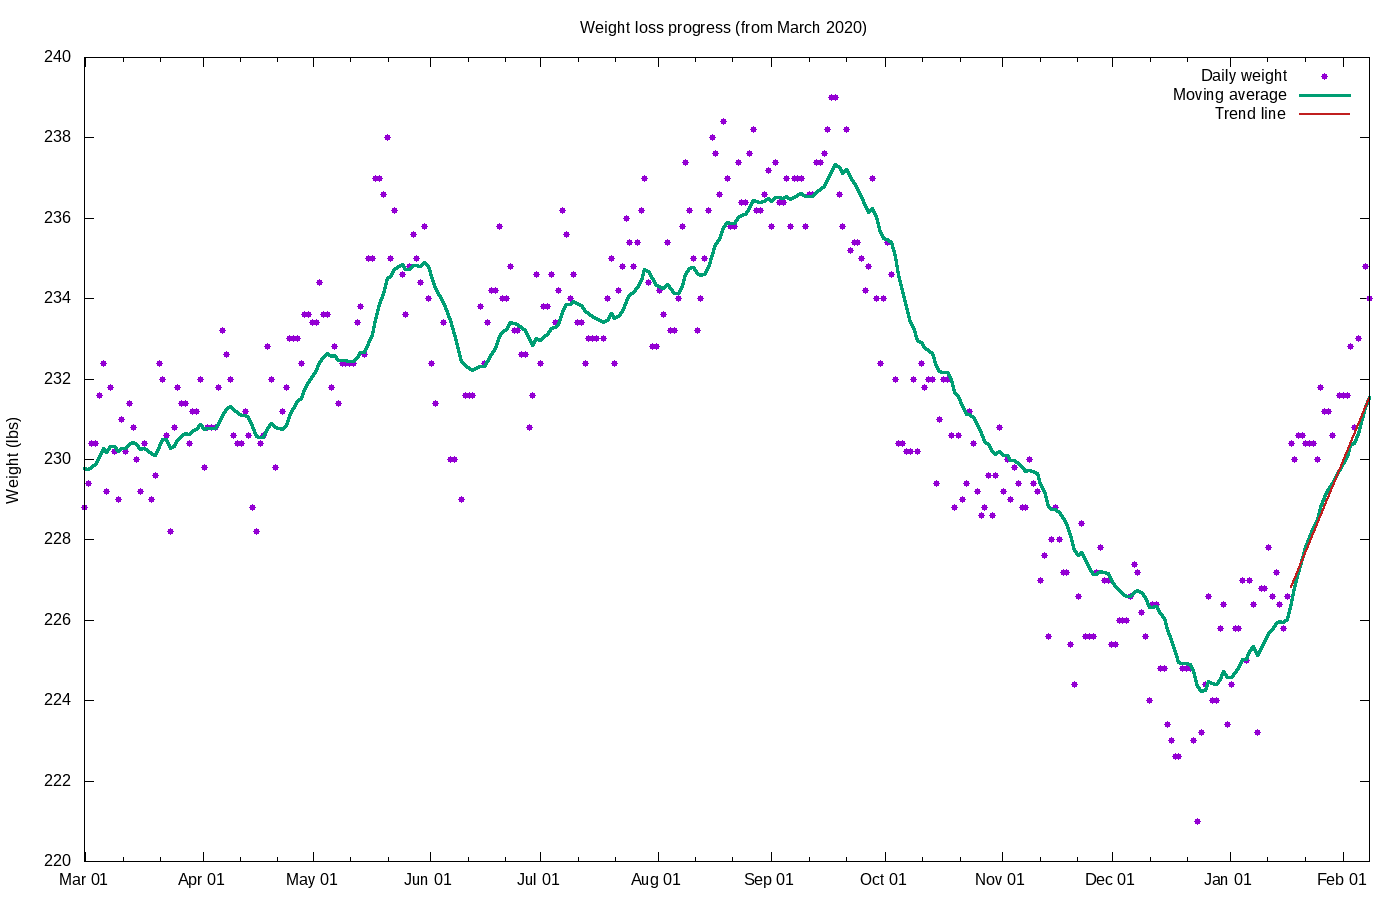 Weight loss progress (from March 2020)
Daily weight
Moving average
Trend line
Weight (lbs)
240
238
236
234
232
230
228
226
224
222
220
Mar 01 Apr 01 May 01 Jun 01 Jul 01 Aug 01 Sep 01 Oct 01 Nov 01 Dec 01 Jan 01 Feb 01